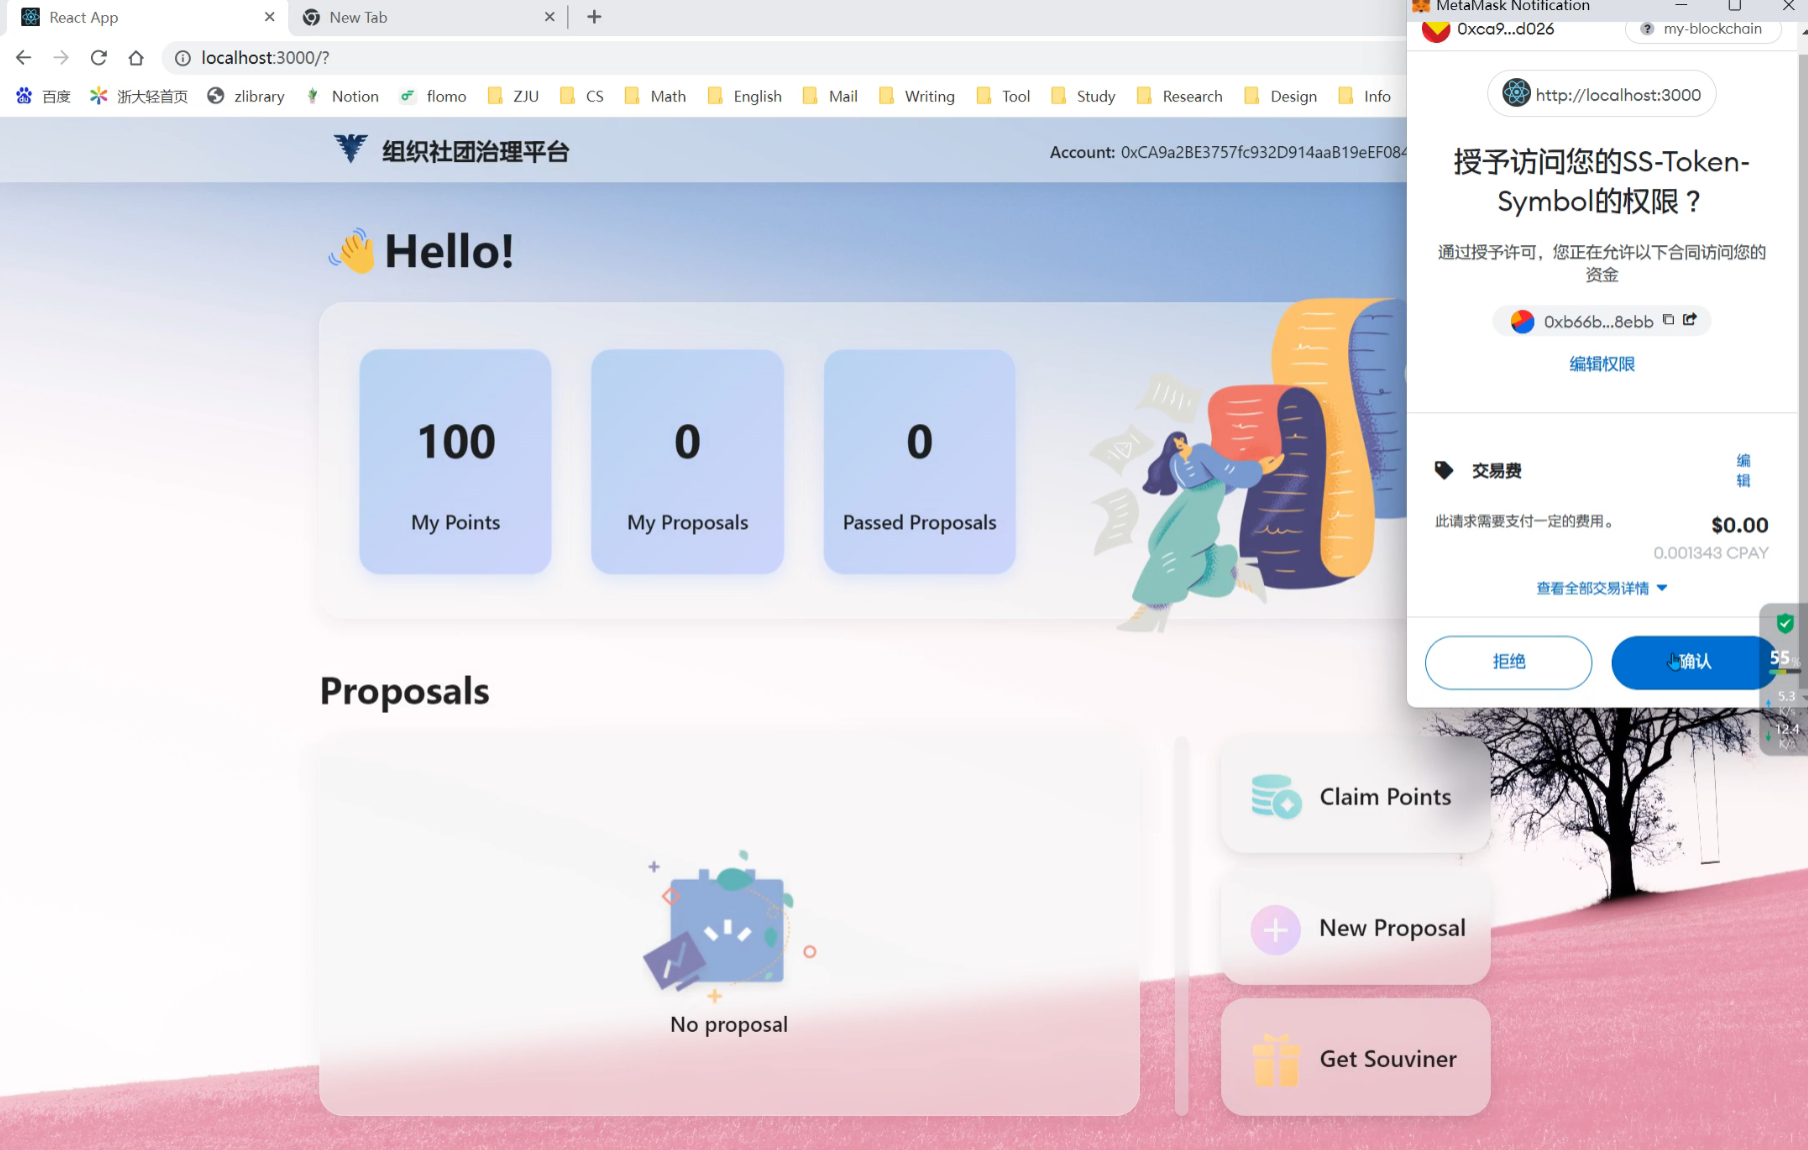 React App
New Tab
localhost:3000/?
百度
浙大轻首页
zlibrary
Notion
flomo
ZJU
CS
Math
English
Mail
Writing
Tool
Study
Research
Design
Info
组织社团治理平台
Account: 0xCA9a2BE3757fc932D914aaB19eEF084
Hello!
100
My Points
0
My Proposals
0
Passed Proposals
Proposals
No proposal
Claim Points
New Proposal
Get Souviner
MetaMask Notification
0xca9...d026
my-blockchain
http://localhost:3000
授予访问您的SS-Token-
Symbol的权限？
通过授予许可，您正在允许以下合同访问您的
资金
0xb66b...8ebb
编辑权限
交易费
编
辑
此请求需要支付一定的费用。
$0.00
0.001343 CPAY
查看全部交易详情
拒绝
确认
55%
5.3
K/s
12.4
K/s